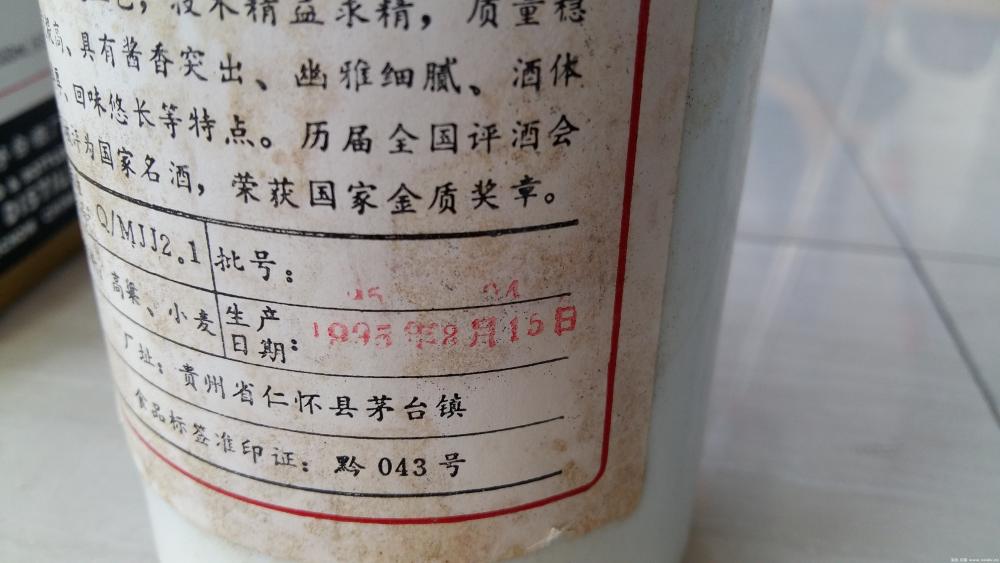 精益求精，质量稳
高、具有酱香突出、幽雅细腻、酒体
、回味悠长等特点。历届全国评酒会
为国家名酒，荣获国家金质奖章。
Q/MJJ2.1 批号：
高粱、小麦 生产日期： 1995年8月15日
厂址：贵州省仁怀县茅台镇
食品标签准印证：黔043号